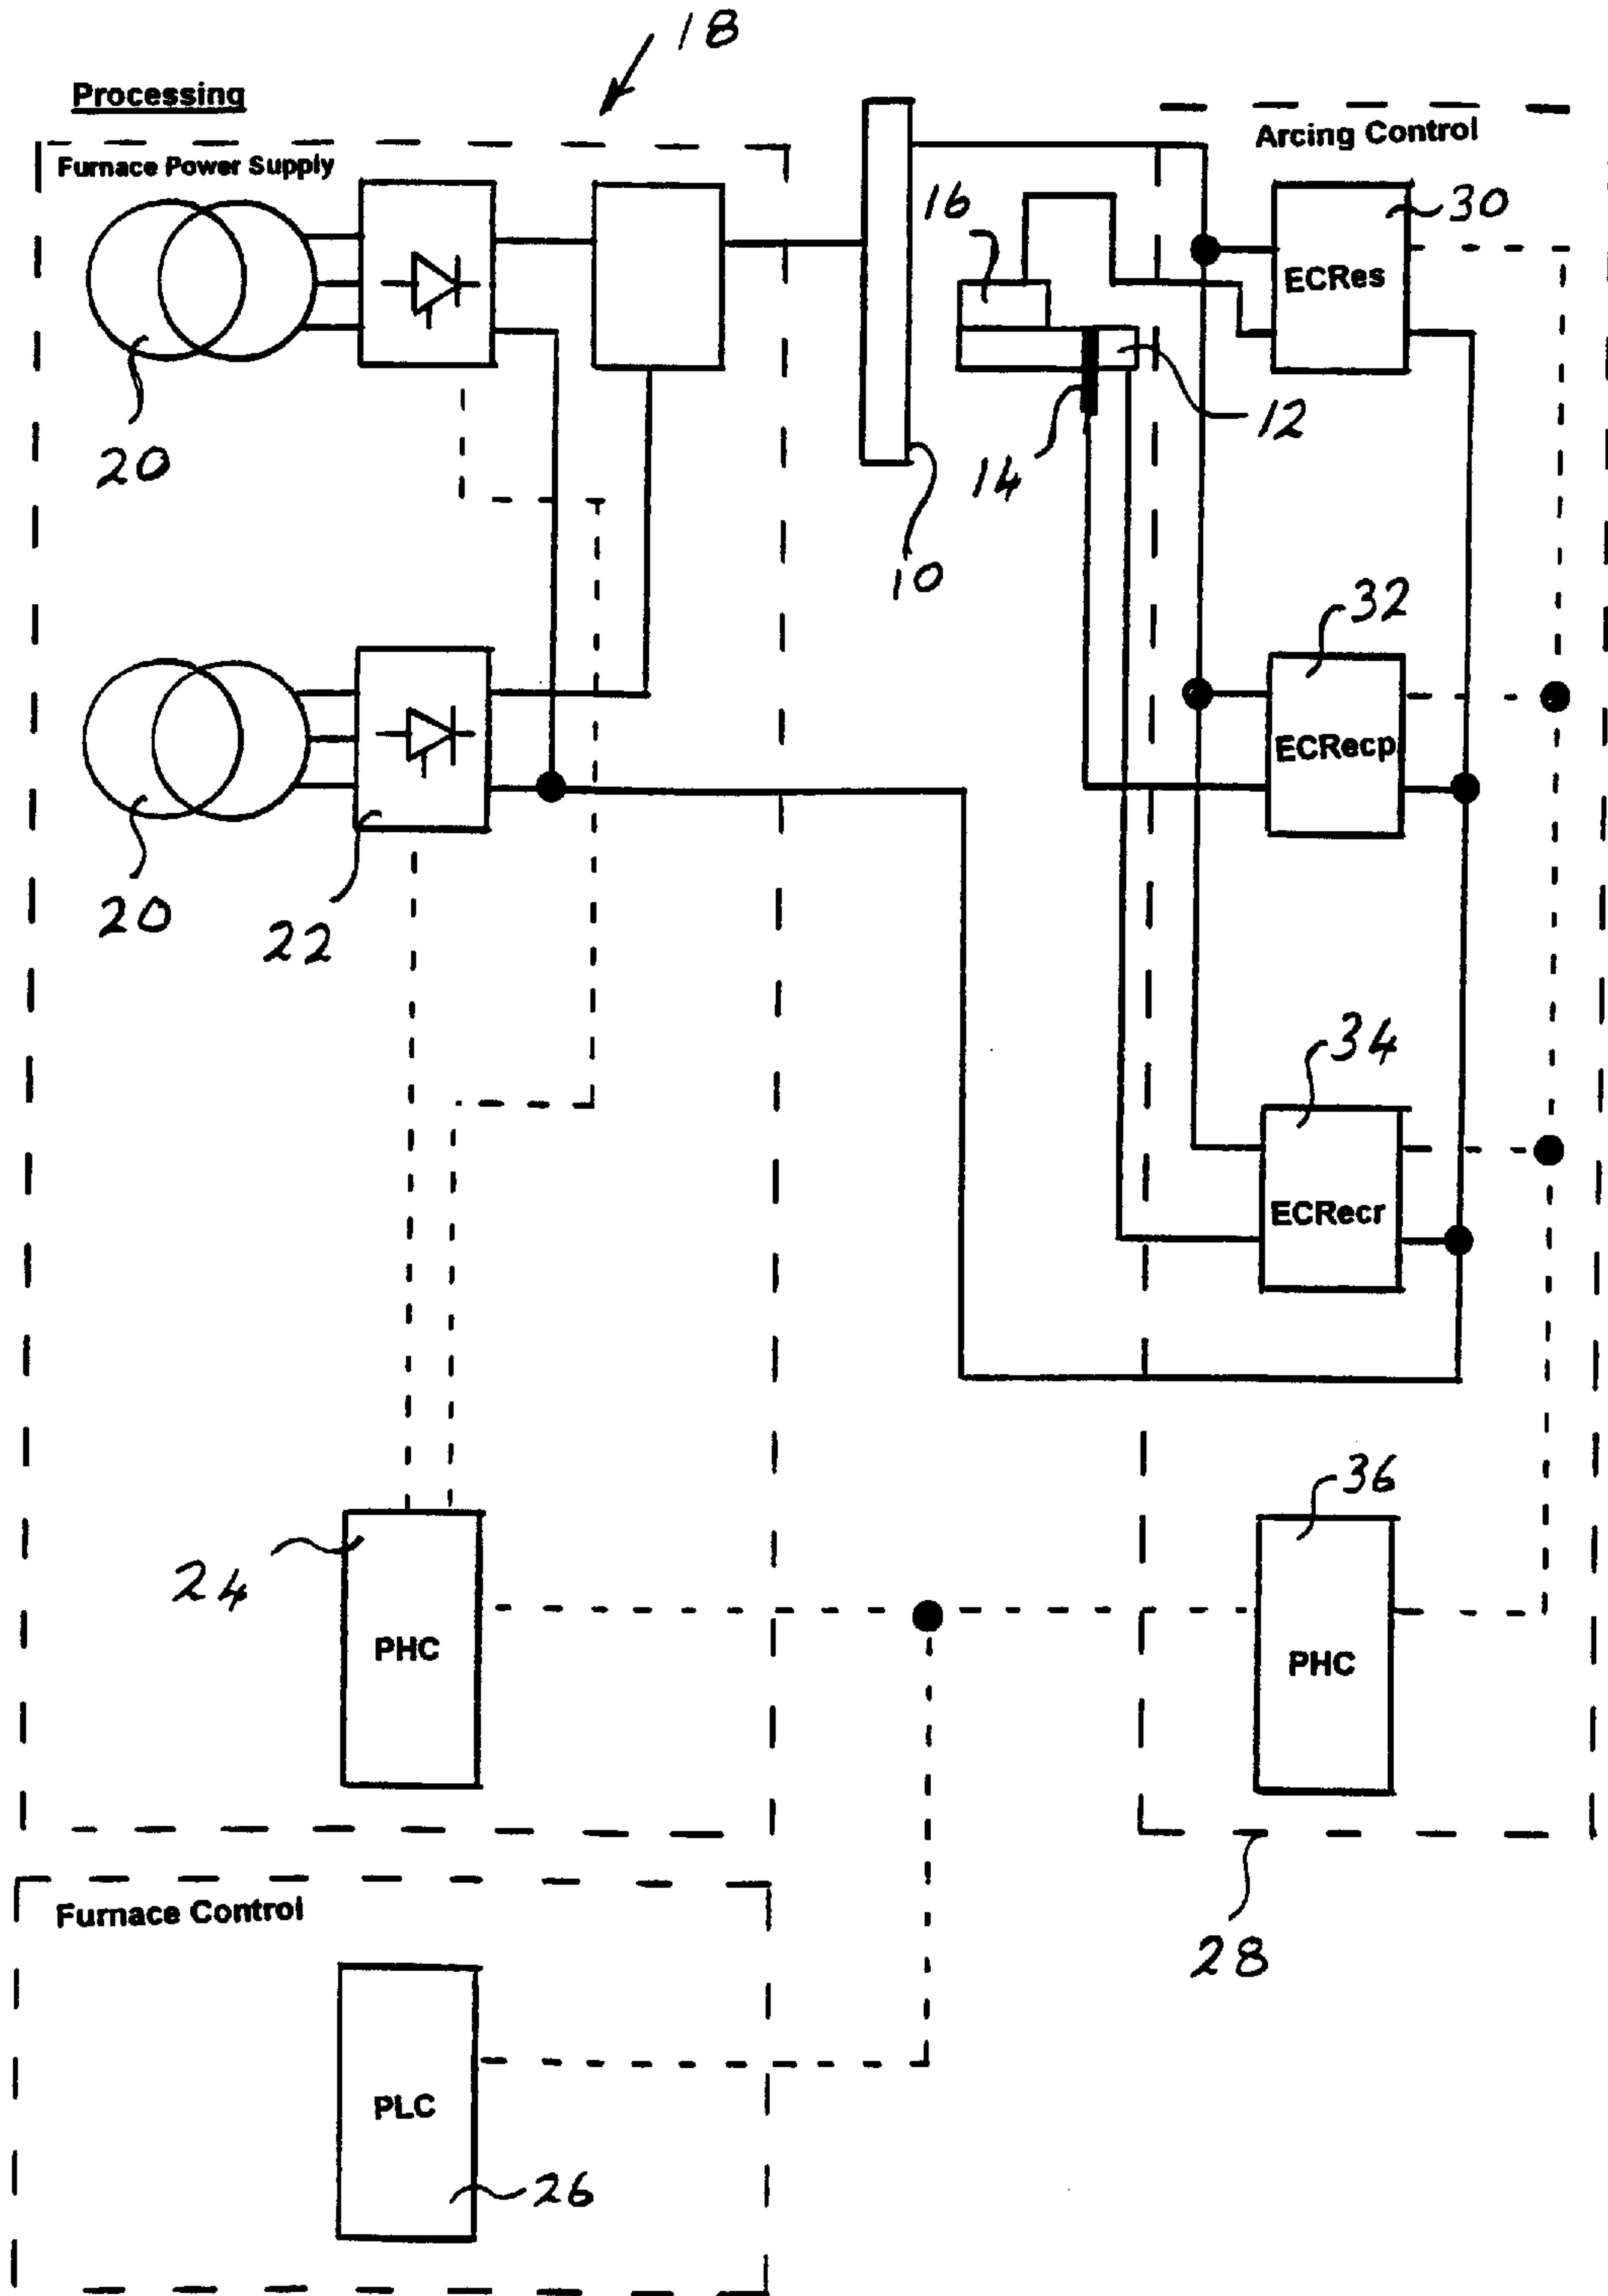 18
Processing
Arcing Control
Furnace Power Supply
16
30
ECRes
12
20
14
10
32
ECRecp
20
22
34
ECRecr
36
24
PHC
PHC
Furnace Control
28
PLC
26